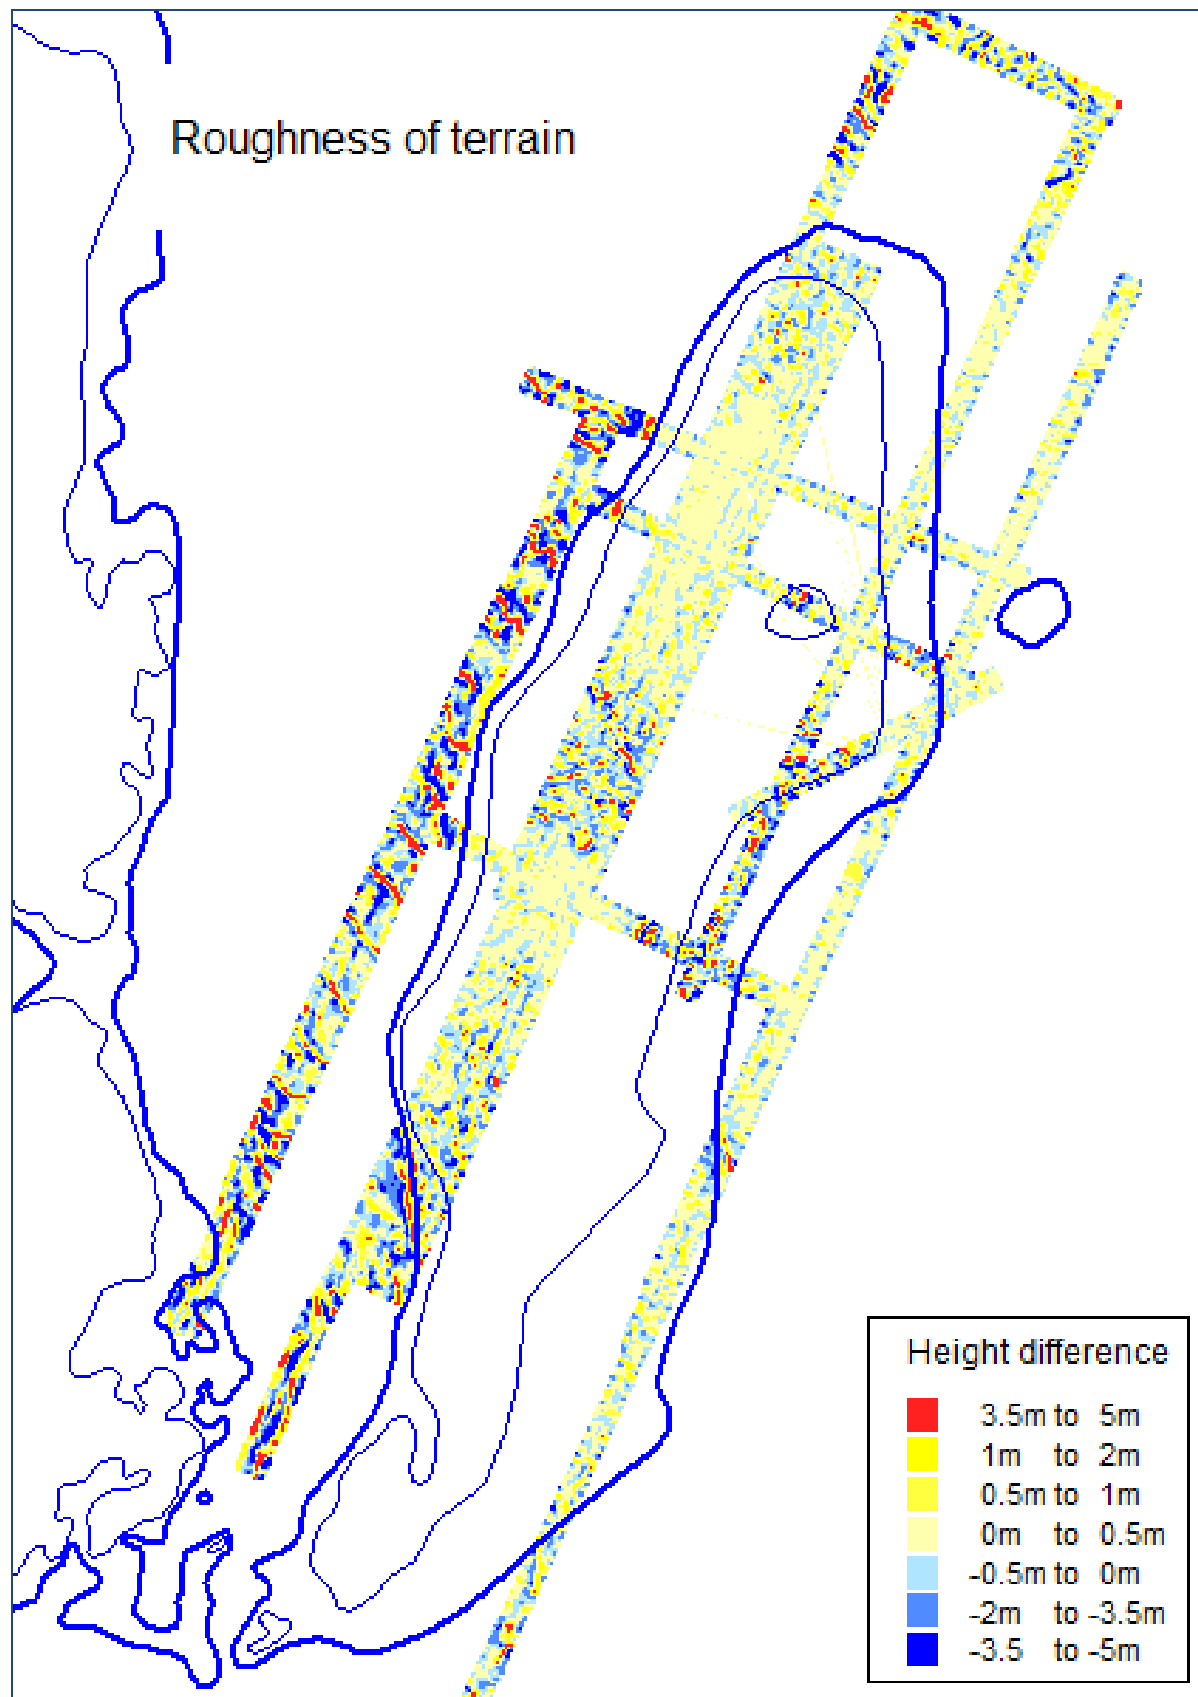 Roughness of terrain
Height difference
3.5m to 5m
1m to 2m
0.5m to 1m
0m to 0.5m
-0.5m to 0m
-2m to -3.5m
-3.5 to -5m